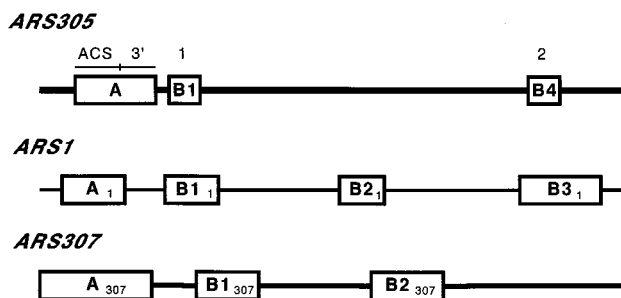 ARS305
ACS 3' 1 2
A B1 B4
ARS1
A 1 B1 1 B2 1 B3 1
ARS307
A 307 B1 307 B2 307